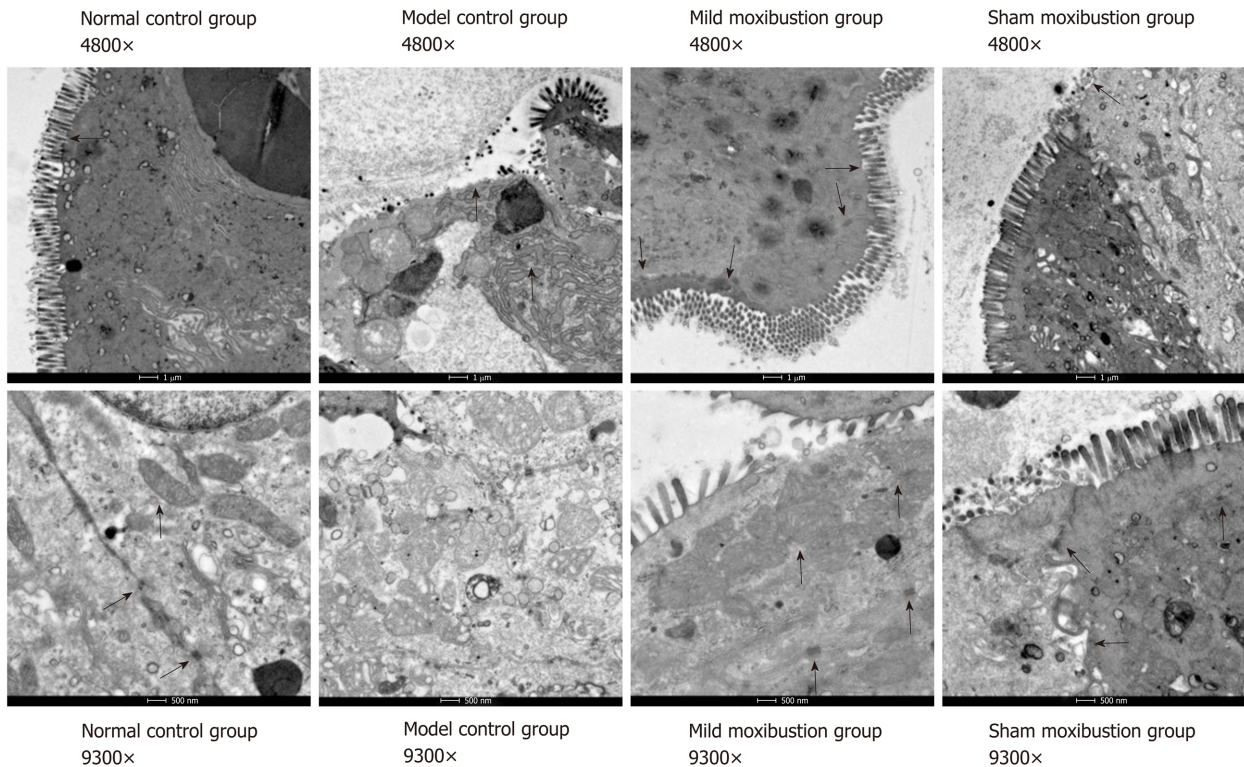 Normal control group
4800×
Model control group
4800×
Mild moxibustion group
4800×
Sham moxibustion group
4800×
1 μm
1 μm
1 μm
1 μm
500 nm
500 nm
500 nm
500 nm
Normal control group
9300×
Model control group
9300×
Mild moxibustion group
9300×
Sham moxibustion group
9300×